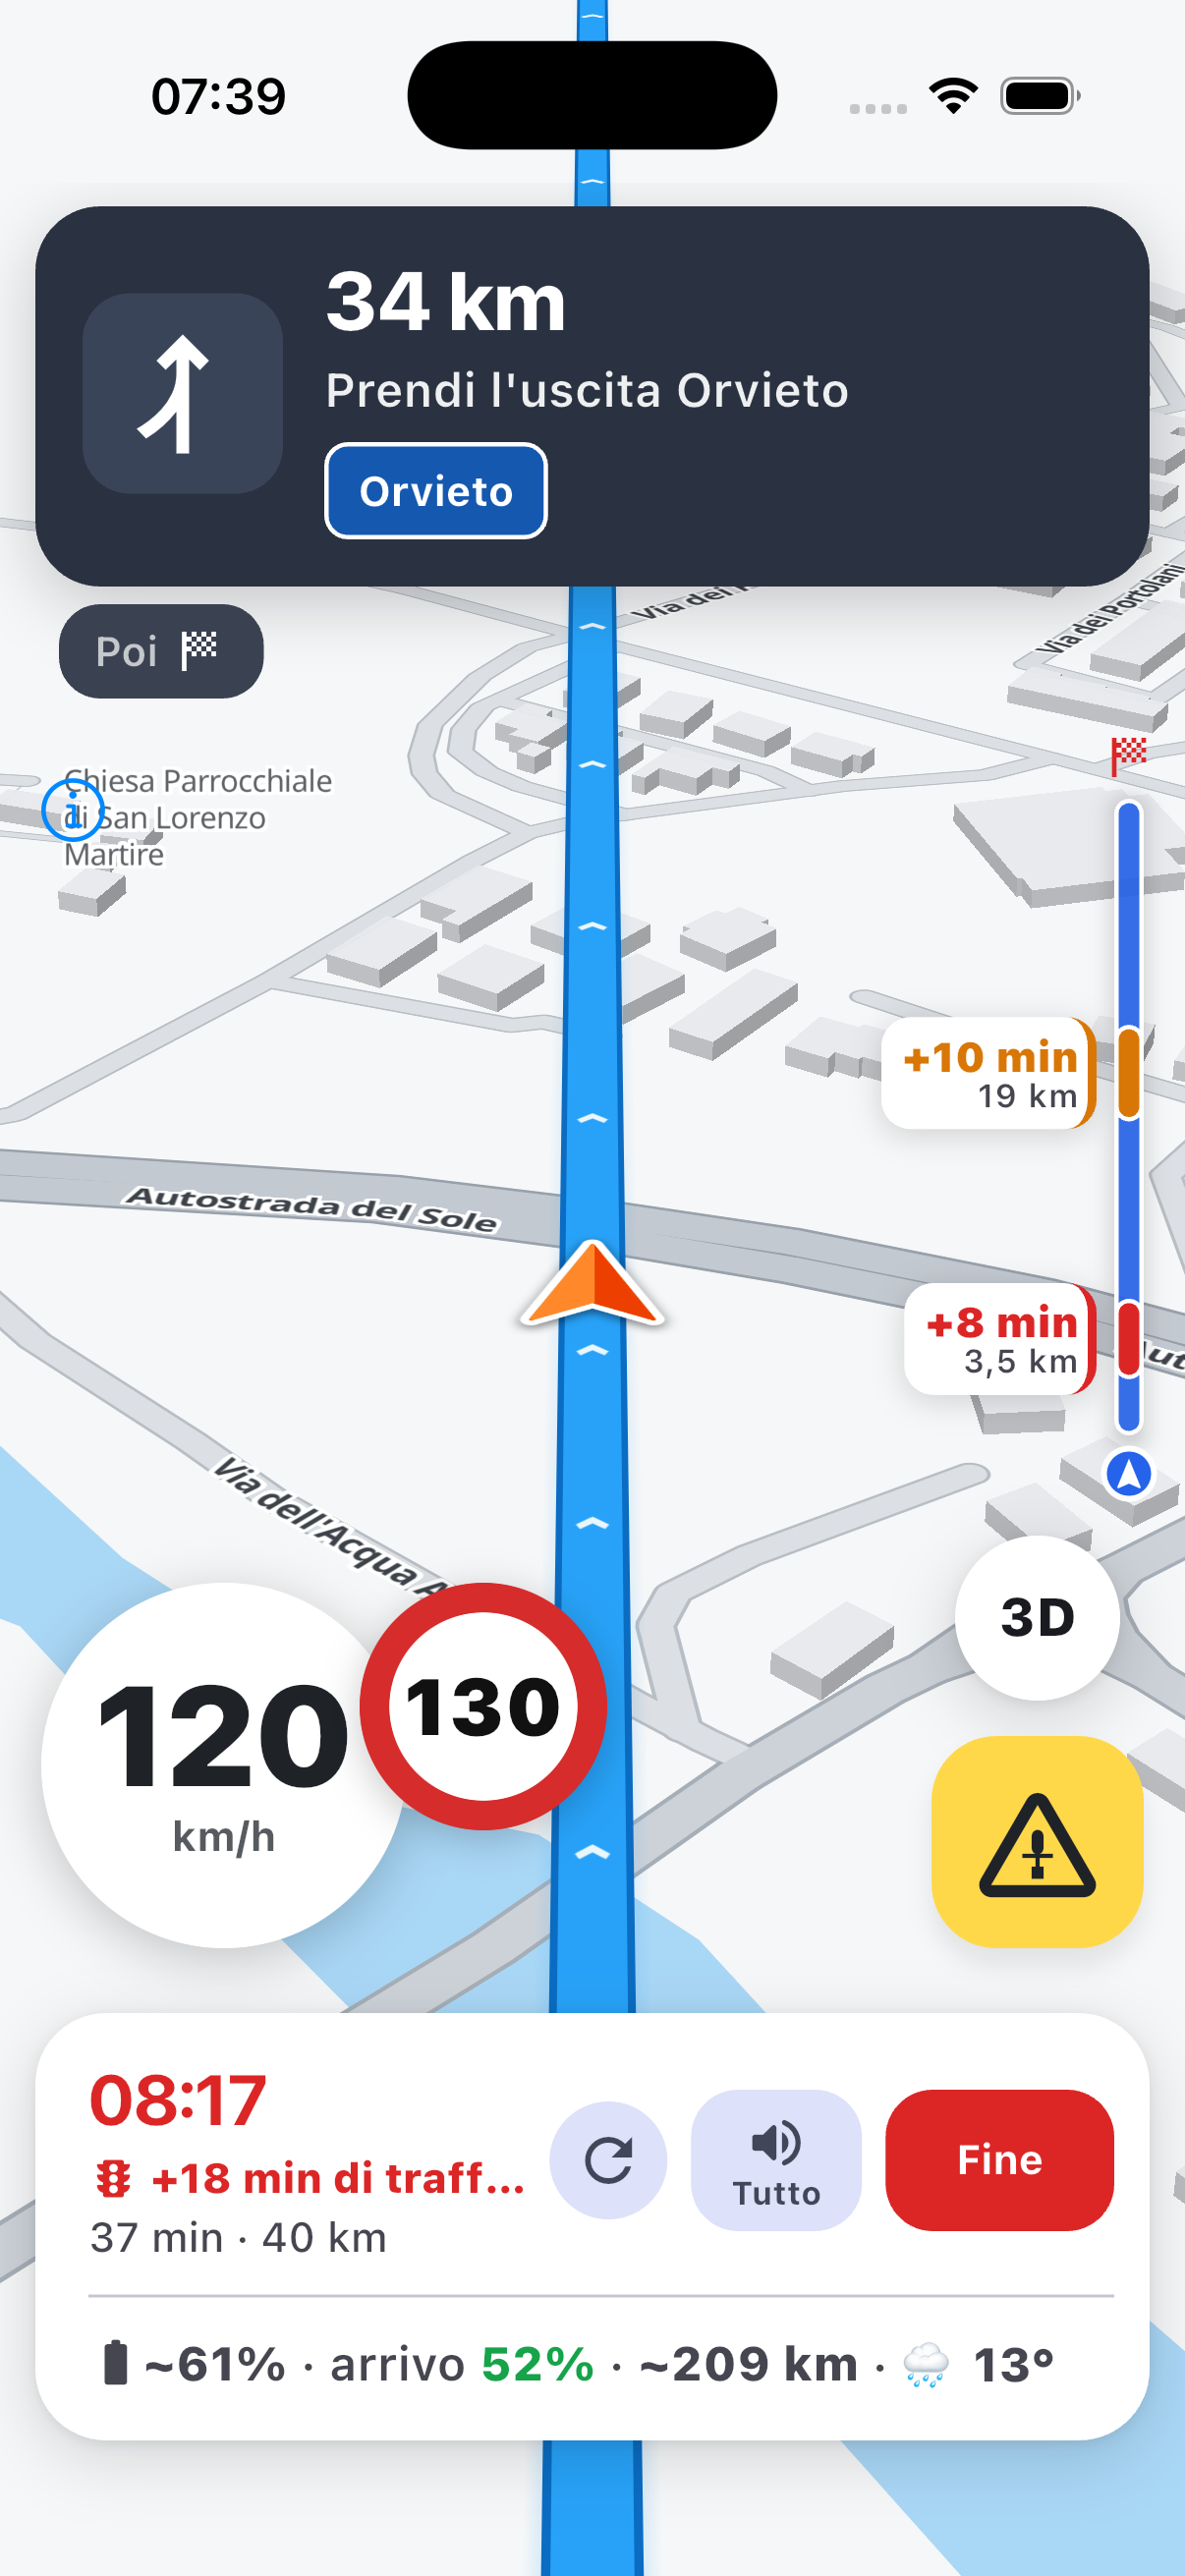 07:39
34 km
Prendi l'uscita Orvieto
Orvieto
Via dei
Via dei Portolani
Poi
Chiesa Parrocchiale
di San Lorenzo
Martire
+10 min
19 km
Autostrada del Sole
+8 min
3,5 km
Via dell'Acqua
3D
120
km/h
130
08:17
+18 min di traff...
37 min · 40 km
Tutto
Fine
~61% · arrivo 52% · ~209 km · 13°